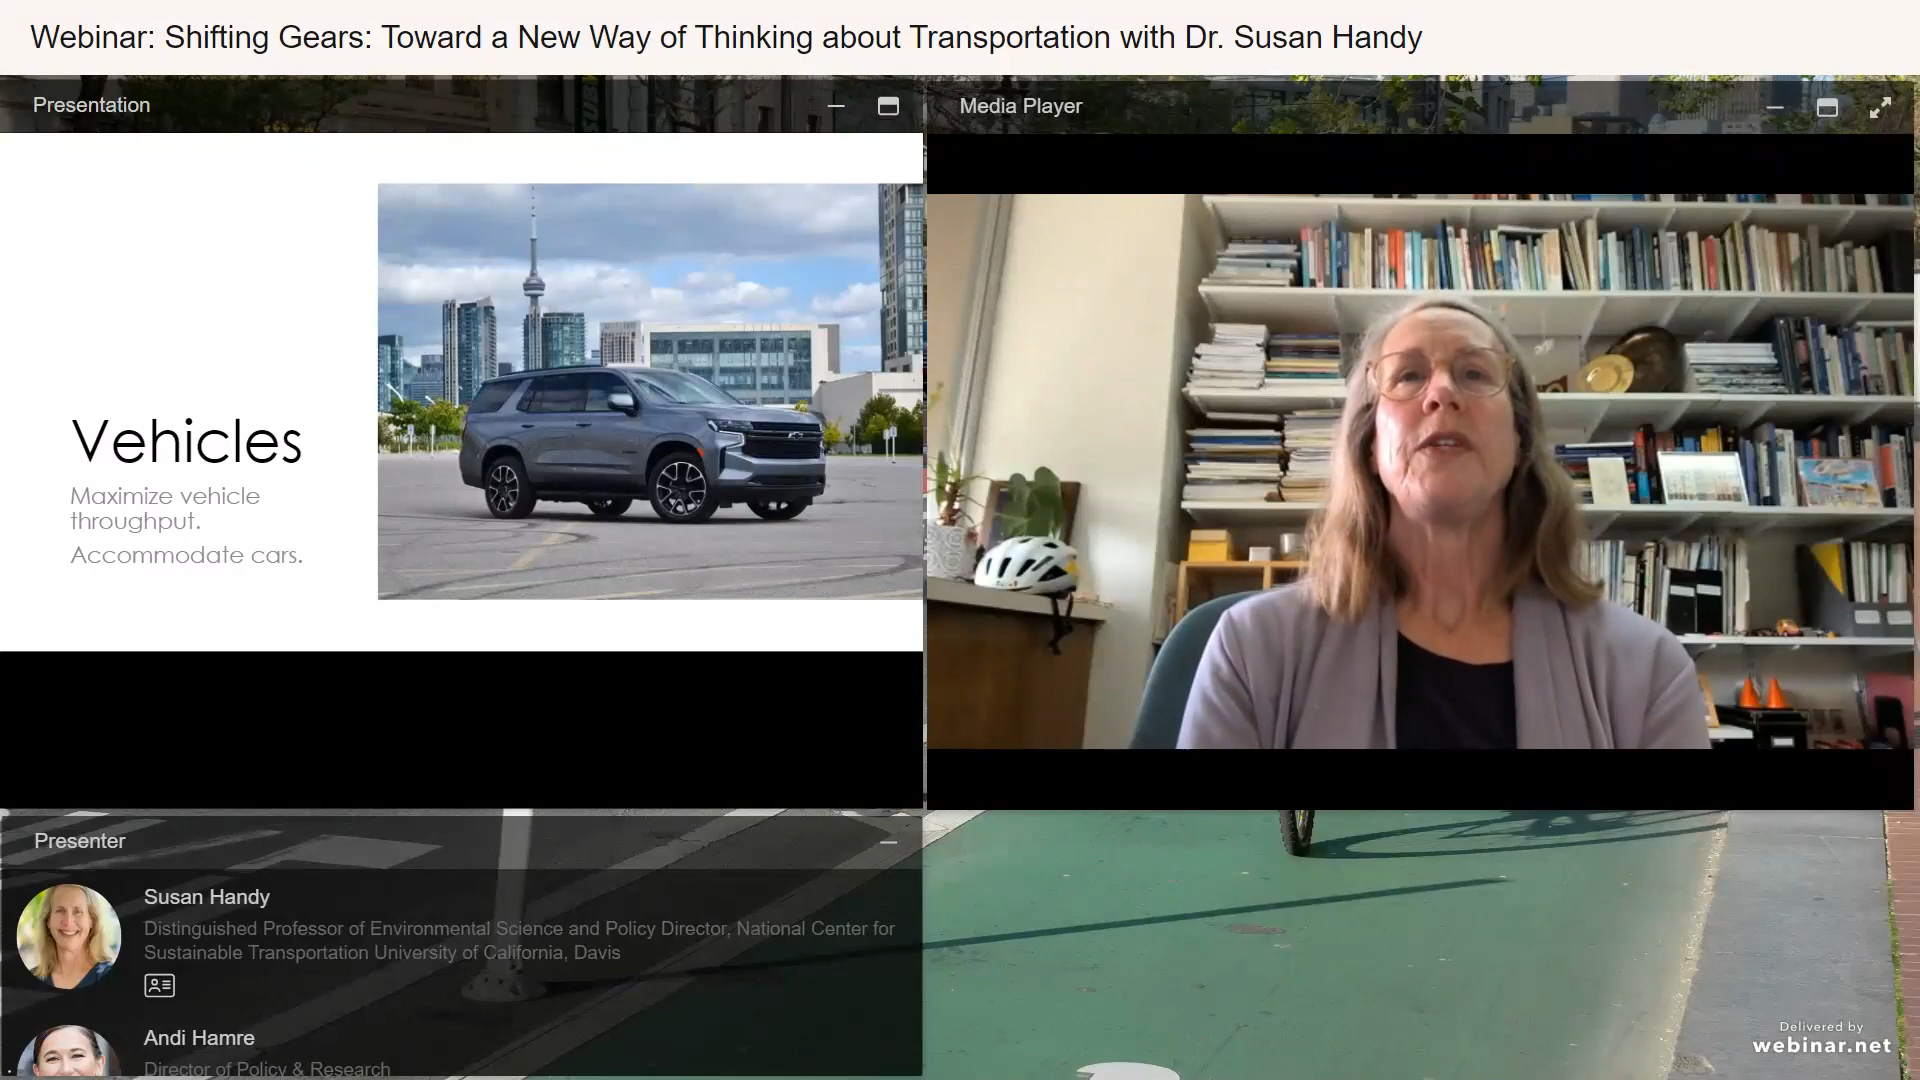 Webinar: Shifting Gears: Toward a New Way of Thinking about Transportation with Dr. Susan Handy
Presentation
Media Player
Vehicles
Maximize vehicle
throughput.
Accommodate cars.
Presenter
Susan Handy
Distinguished Professor of Environmental Science and Policy Director, National Center for
Sustainable Transportation University of California, Davis
Andi Hamre
Director of Policy & Research
Delivered by
webinar.net